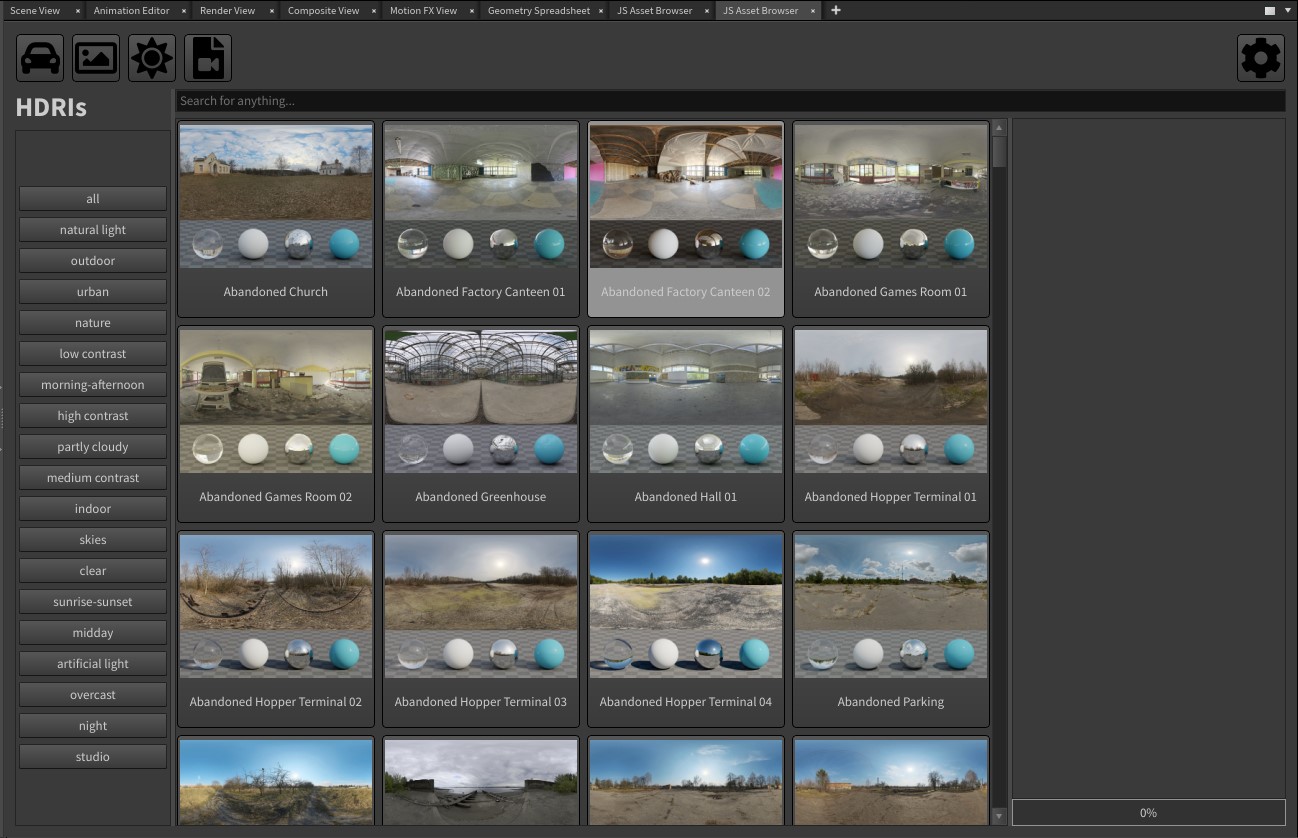 Scene View × Animation Editor × Render View × Composite View × Motion FX View × Geometry Spreadsheet × JS Asset Browser × JS Asset Browser × +
HDRIs
Search for anything...
all
natural light
outdoor
urban
nature
low contrast
morning-afternoon
high contrast
partly cloudy
medium contrast
indoor
skies
clear
sunrise-sunset
midday
artificial light
overcast
night
studio
Abandoned Church
Abandoned Factory Canteen 01
Abandoned Factory Canteen 02
Abandoned Games Room 01
Abandoned Games Room 02
Abandoned Greenhouse
Abandoned Hall 01
Abandoned Hopper Terminal 01
Abandoned Hopper Terminal 02
Abandoned Hopper Terminal 03
Abandoned Hopper Terminal 04
Abandoned Parking
0%